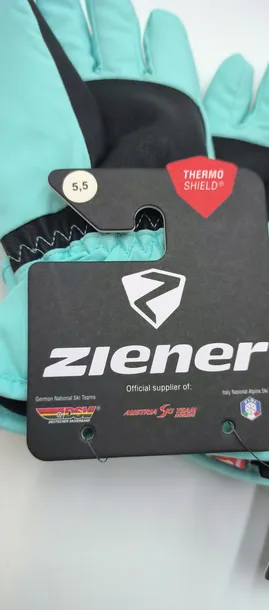 5,5
THERMO
SHIELD®
ziener
Official supplier of:
German National Ski Teams
Italy National Alpine Ski
DSV
DEUTSCHER SKIVERBAND
AUSTRIA SKI TEAM